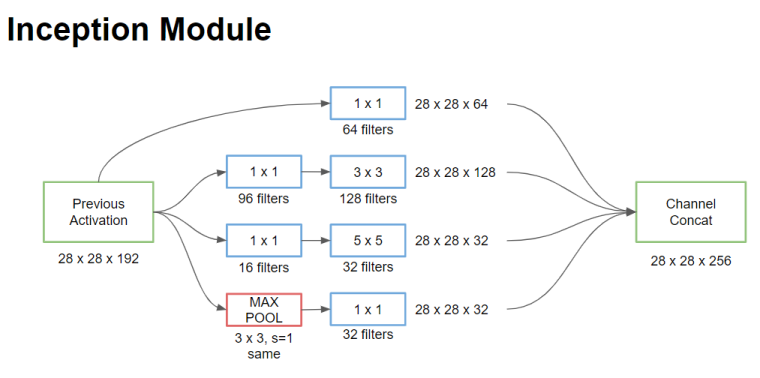 Inception Module
1 x 1
28 x 28 x 64
64 filters
1 x 1
3 x 3
28 x 28 x 128
96 filters
128 filters
Previous
Activation
28 x 28 x 192
Channel
Concat
28 x 28 x 256
1 x 1
5 x 5
28 x 28 x 32
16 filters
32 filters
MAX
POOL
1 x 1
28 x 28 x 32
3 x 3, s=1
same
32 filters